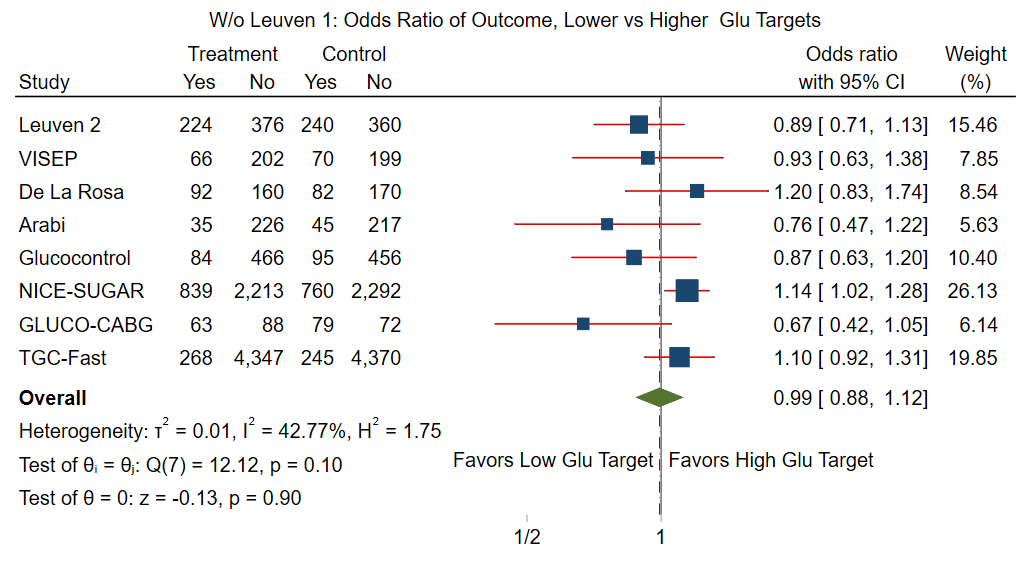 W/o Leuven 1: Odds Ratio of Outcome, Lower vs Higher Glu Targets
Treatment Control Odds ratio Weight
Study Yes No Yes No with 95% CI (%)
Leuven 2 224 376 240 360 0.89 [ 0.71, 1.13] 15.46
VISEP 66 202 70 199 0.93 [ 0.63, 1.38] 7.85
De La Rosa 92 160 82 170 1.20 [ 0.83, 1.74] 8.54
Arabi 35 226 45 217 0.76 [ 0.47, 1.22] 5.63
Glucocontrol 84 466 95 456 0.87 [ 0.63, 1.20] 10.40
NICE-SUGAR 839 2,213 760 2,292 1.14 [ 1.02, 1.28] 26.13
GLUCO-CABG 63 88 79 72 0.67 [ 0.42, 1.05] 6.14
TGC-Fast 268 4,347 245 4,370 1.10 [ 0.92, 1.31] 19.85
Overall 0.99 [ 0.88, 1.12]
Heterogeneity: τ² = 0.01, I² = 42.77%, H² = 1.75
Test of θᵢ = θⱼ: Q(7) = 12.12, p = 0.10
Favors Low Glu Target Favors High Glu Target
Test of θ = 0: z = -0.13, p = 0.90
1/2 1